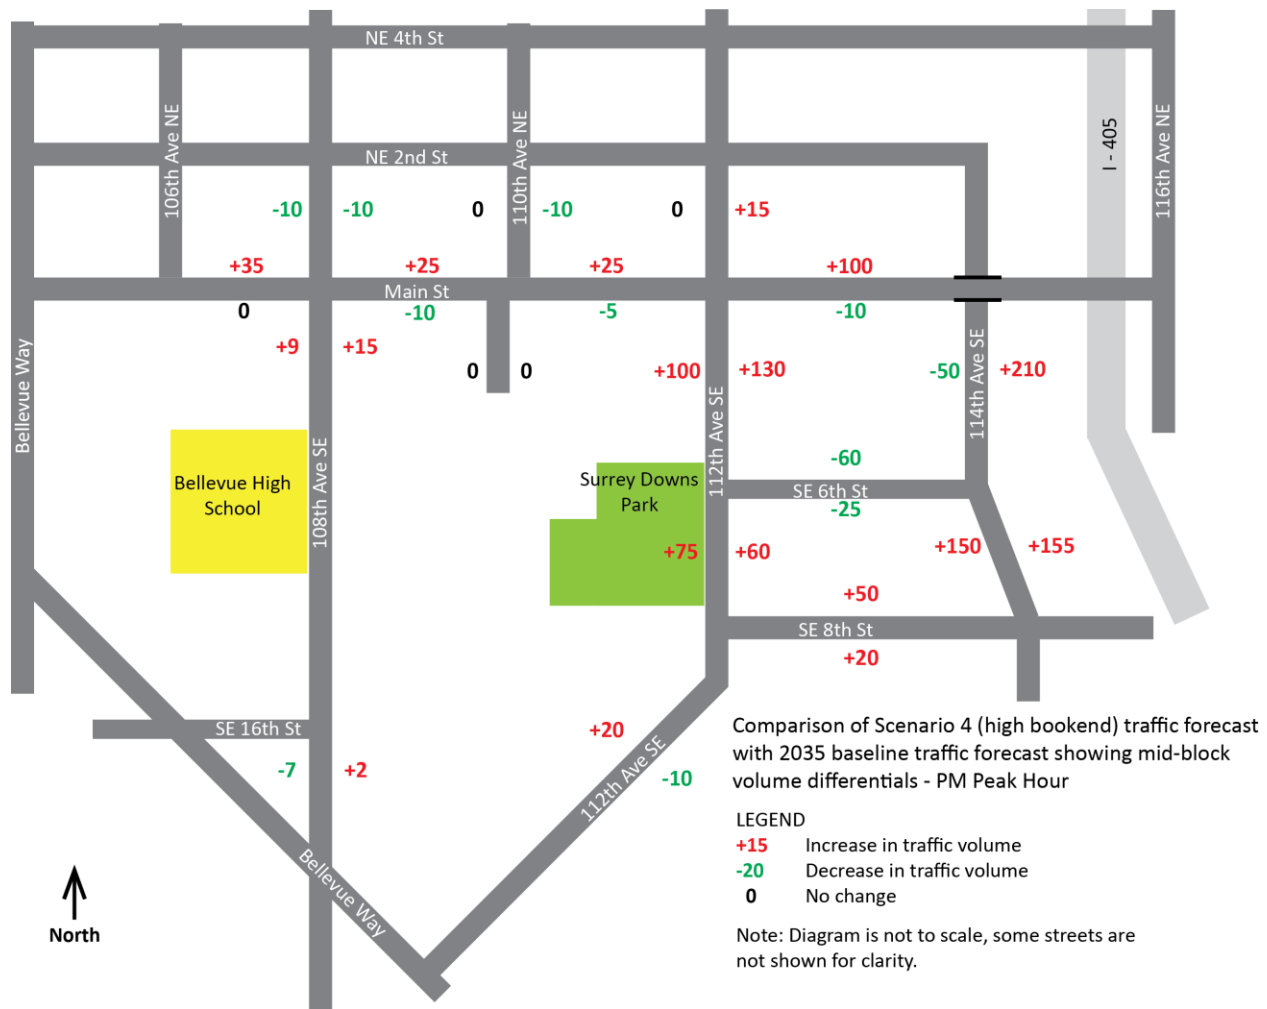 NE 4th St
106th Ave NE
110th Ave NE
I - 405
116th Ave NE
NE 2nd St
-10
-10
0
-10
0
+15
+35
+25
+25
+100
Main St
0
-10
-5
-10
+9
+15
0
0
+100
+130
-50
+210
Bellevue Way
108th Ave SE
112th Ave SE
114th Ave SE
-60
Bellevue High
School
Surrey Downs
Park
SE 6th St
-25
+75
+60
+150
+155
+50
SE 8th St
+20
SE 16th St
-7
+2
+20
112th Ave SE
-10
Bellevue Way
North
Comparison of Scenario 4 (high bookend) traffic forecast
with 2035 baseline traffic forecast showing mid-block
volume differentials - PM Peak Hour
LEGEND
+15 Increase in traffic volume
-20 Decrease in traffic volume
0 No change
Note: Diagram is not to scale, some streets are
not shown for clarity.